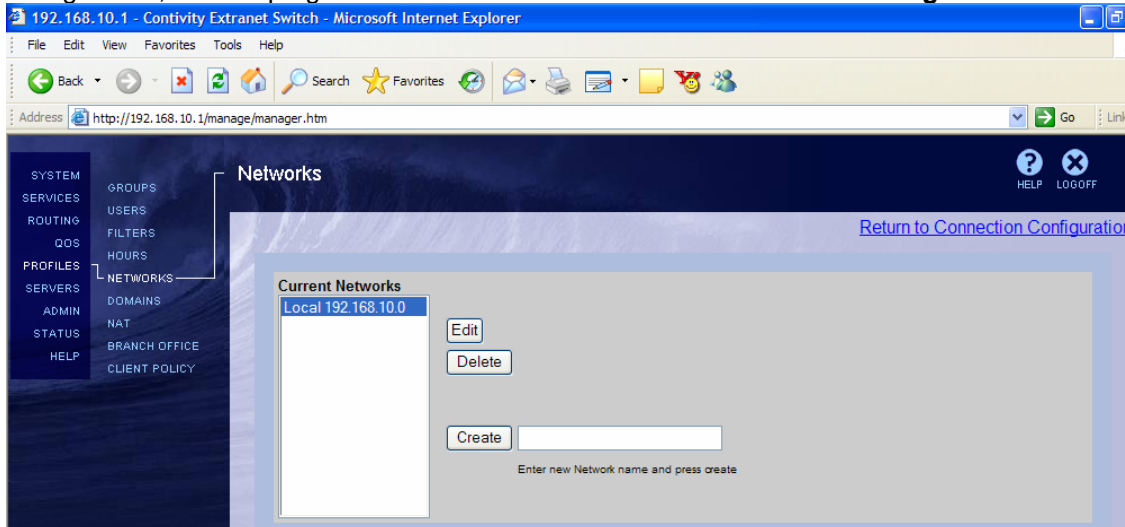 192.168.10.1 - Contivity Extranet Switch - Microsoft Internet Explorer
File Edit View Favorites Tools Help
Back Search Favorites
Address http://192.168.10.1/manage/manager.htm Go Link
Networks
HELP LOGOFF
SYSTEM
SERVICES
ROUTING
QOS
PROFILES
SERVERS
ADMIN
STATUS
HELP
GROUPS
USERS
FILTERS
HOURS
NETWORKS
DOMAINS
NAT
BRANCH OFFICE
CLIENT POLICY
Return to Connection Configuratio
Current Networks
Local 192.168.10.0
Edit
Delete
Create
Enter new Network name and press create